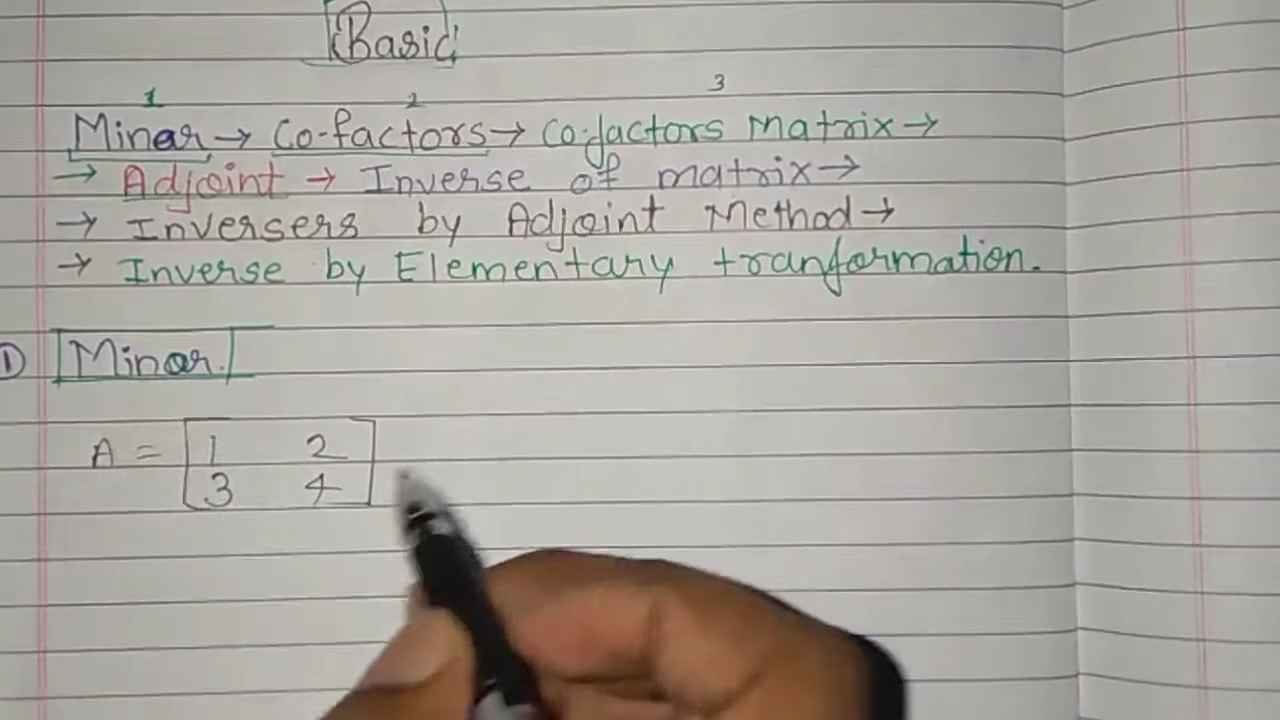 Basic
1 2 3
Minar → Co-factors → Co-factors Matrix →
→ Adjoint → Inverse of matrix →
→ Inversers by Adjoint Method →
→ Inverse by Elementary tranformation.
① Minor.
A = [1 2
3 4]